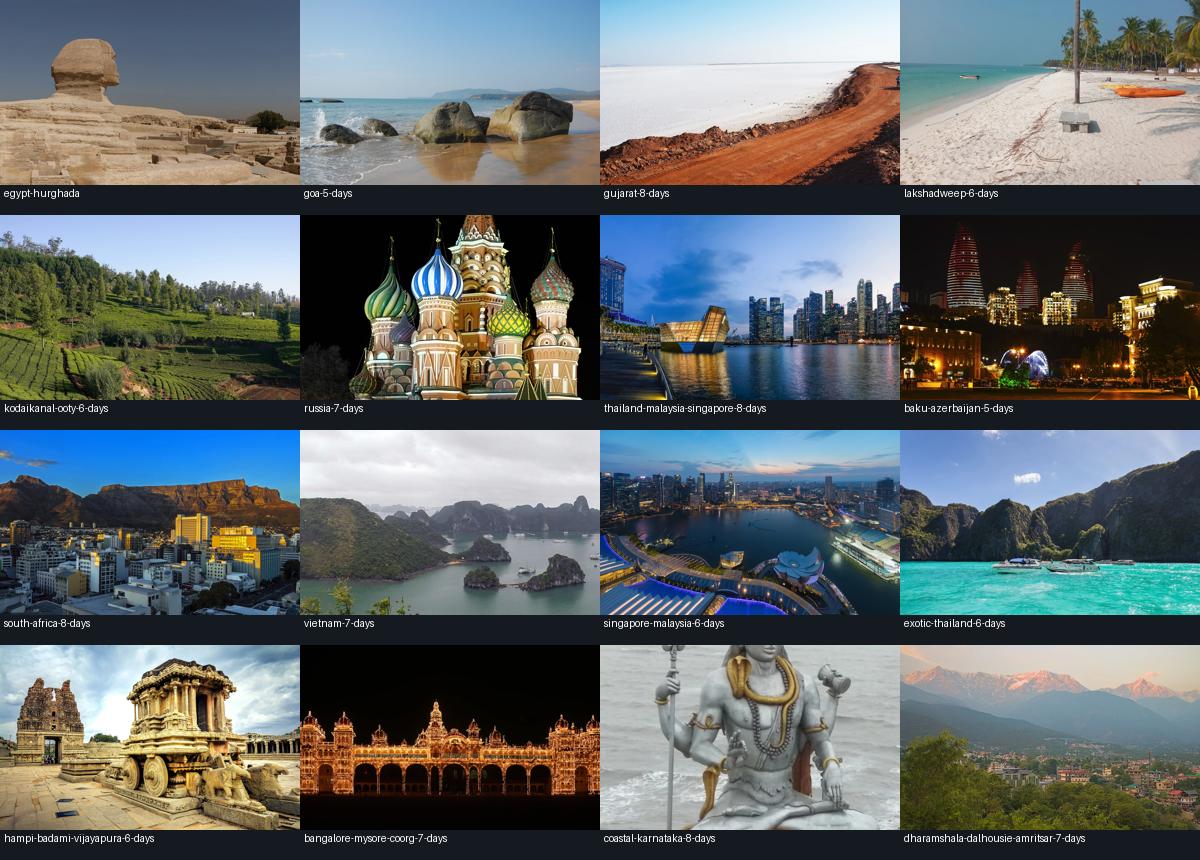 egypt-hurghada
goa-5-days
gujarat-8-days
lakshadweep-6-days
kodaikanal-ooty-6-days
russia-7-days
thailand-malaysia-singapore-8-days
baku-azerbaijan-5-days
south-africa-8-days
vietnam-7-days
singapore-malaysia-6-days
exotic-thailand-6-days
hampi-badami-vijayapura-6-days
bangalore-mysore-coorg-7-days
coastal-karnataka-8-days
dharamshala-dalhousie-amritsar-7-days